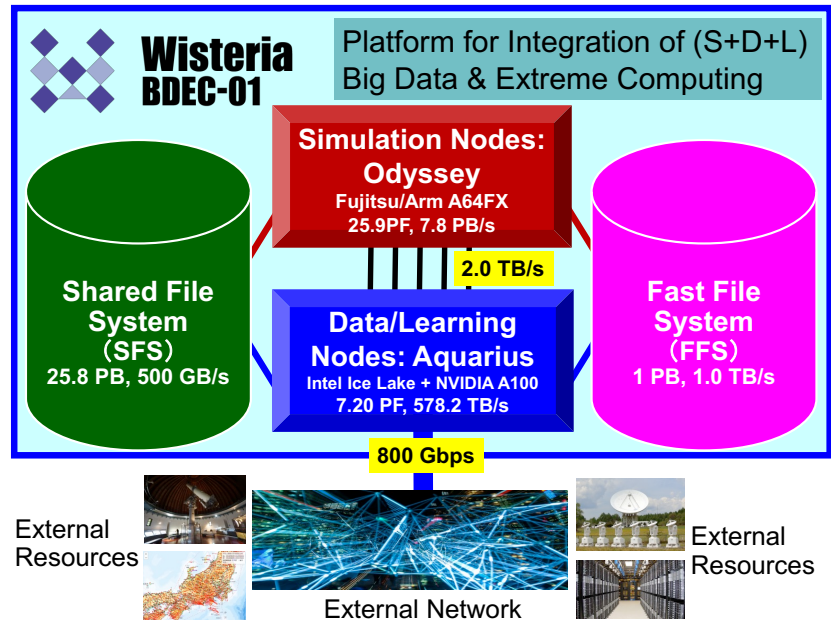 Wisteria
BDEC-01
Platform for Integration of (S+D+L)
Big Data & Extreme Computing
Simulation Nodes:
Odyssey
Fujitsu/Arm A64FX
25.9PF, 7.8 PB/s
2.0 TB/s
Shared File
System
（SFS）
25.8 PB, 500 GB/s
Data/Learning
Nodes: Aquarius
Intel Ice Lake + NVIDIA A100
7.20 PF, 578.2 TB/s
Fast File
System
（FFS）
1 PB, 1.0 TB/s
800 Gbps
External
Resources
External Network
External
Resources